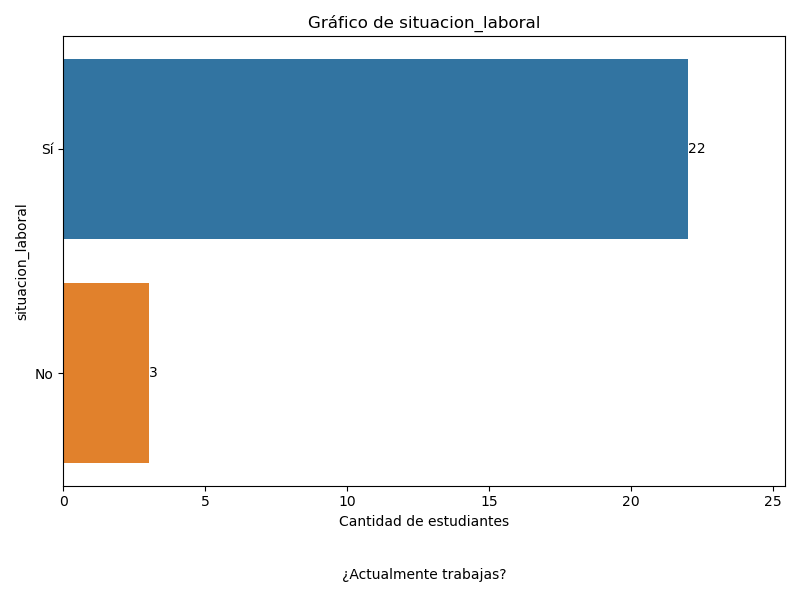 Gráfico de situacion_laboral
situacion_laboral
Sí
22
No
3
0 5 10 15 20 25
Cantidad de estudiantes
¿Actualmente trabajas?